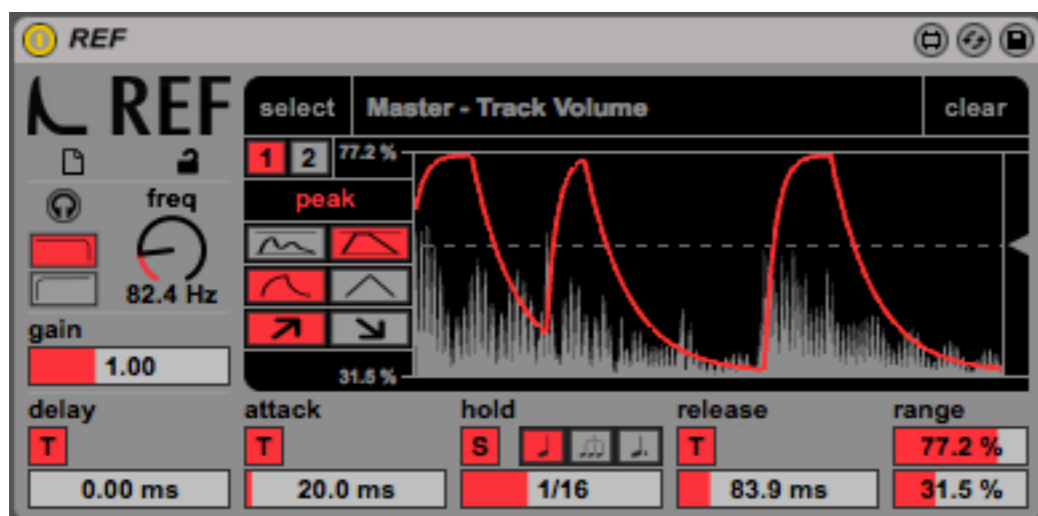 REF
REF
select
Master - Track Volume
clear
1 2
77.2 %
peak
freq
82.4 Hz
gain
1.00
31.5 %
delay
T
0.00 ms
attack
T
20.0 ms
hold
S
1/16
release
T
83.9 ms
range
77.2 %
31.5 %